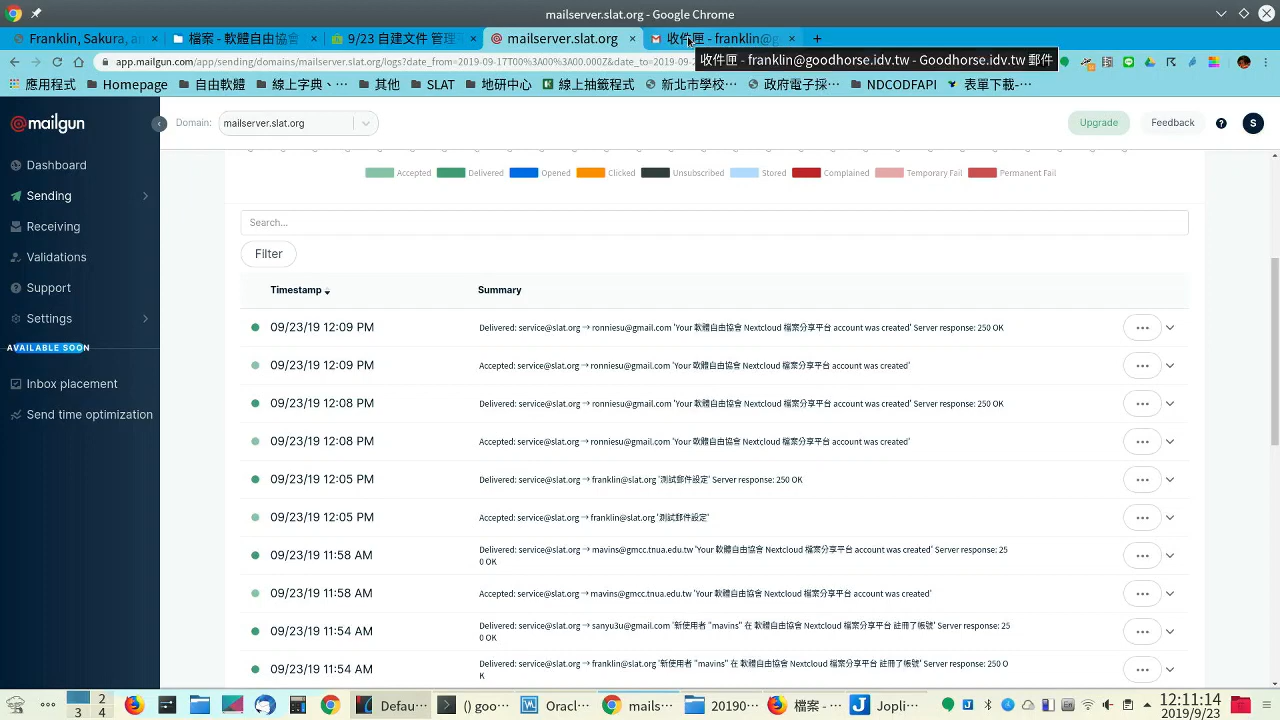 mailserver.slat.org - Google Chrome
Franklin, Sakura, a
檔案 - 軟體自由協會
9/23 自建文件 管理
mailserver.slat.org
收件匣 - franklin@g
app.mailgun.com/app/sending/domains/mailserver.slat.org/logs?date_from=2019-09-17T00%3A00%3A00.000Z&date_to=2019-09-2
收件匣 - franklin@goodhorse.idv.tw - Goodhorse.idv.tw 郵件
應用程式
Homepage
自由軟體
線上字典、…
其他
SLAT
地研中心
線上抽籤程式
新北市學校…
政府電子採…
NDCODFAPI
表單下載-…
mailgun
Domain:
mailserver.slat.org
Upgrade
Feedback
?
S
Dashboard
Sending
Receiving
Validations
Support
Settings
AVAILABLE SOON
Inbox placement
Send time optimization
Accepted
Delivered
Opened
Clicked
Unsubscribed
Stored
Complained
Temporary Fail
Permanent Fail
Search...
Filter
Timestamp
Summary
09/23/19 12:09 PM
Delivered: service@slat.org → ronniesu@gmail.com 'Your 軟體自由協會 Nextcloud 檔案分享平台 account was created' Server response: 250 OK
09/23/19 12:09 PM
Accepted: service@slat.org → ronniesu@gmail.com 'Your 軟體自由協會 Nextcloud 檔案分享平台 account was created'
09/23/19 12:08 PM
Delivered: service@slat.org → ronniesu@gmail.com 'Your 軟體自由協會 Nextcloud 檔案分享平台 account was created' Server response: 250 OK
09/23/19 12:08 PM
Accepted: service@slat.org → ronniesu@gmail.com 'Your 軟體自由協會 Nextcloud 檔案分享平台 account was created'
09/23/19 12:05 PM
Delivered: service@slat.org → franklin@slat.org '測試郵件設定' Server response: 250 OK
09/23/19 12:05 PM
Accepted: service@slat.org → franklin@slat.org '測試郵件設定'
09/23/19 11:58 AM
Delivered: service@slat.org → mavins@gmcc.tnua.edu.tw 'Your 軟體自由協會 Nextcloud 檔案分享平台 account was created' Server response: 25
0 OK
09/23/19 11:58 AM
Accepted: service@slat.org → mavins@gmcc.tnua.edu.tw 'Your 軟體自由協會 Nextcloud 檔案分享平台 account was created'
09/23/19 11:54 AM
Delivered: service@slat.org → sanyu3u@gmail.com '新使用者 "mavins" 在 軟體自由協會 Nextcloud 檔案分享平台 註冊了帳號' Server response: 25
0 OK
09/23/19 11:54 AM
Delivered: service@slat.org → franklin@slat.org '新使用者 "mavins" 在 軟體自由協會 Nextcloud 檔案分享平台 註冊了帳號' Server response: 250 O
K
2
3 4
Defau…
() goo…
Oracl…
mails…
20190…
檔案 - …
Jopli…
En
12:11:14
2019/9/23